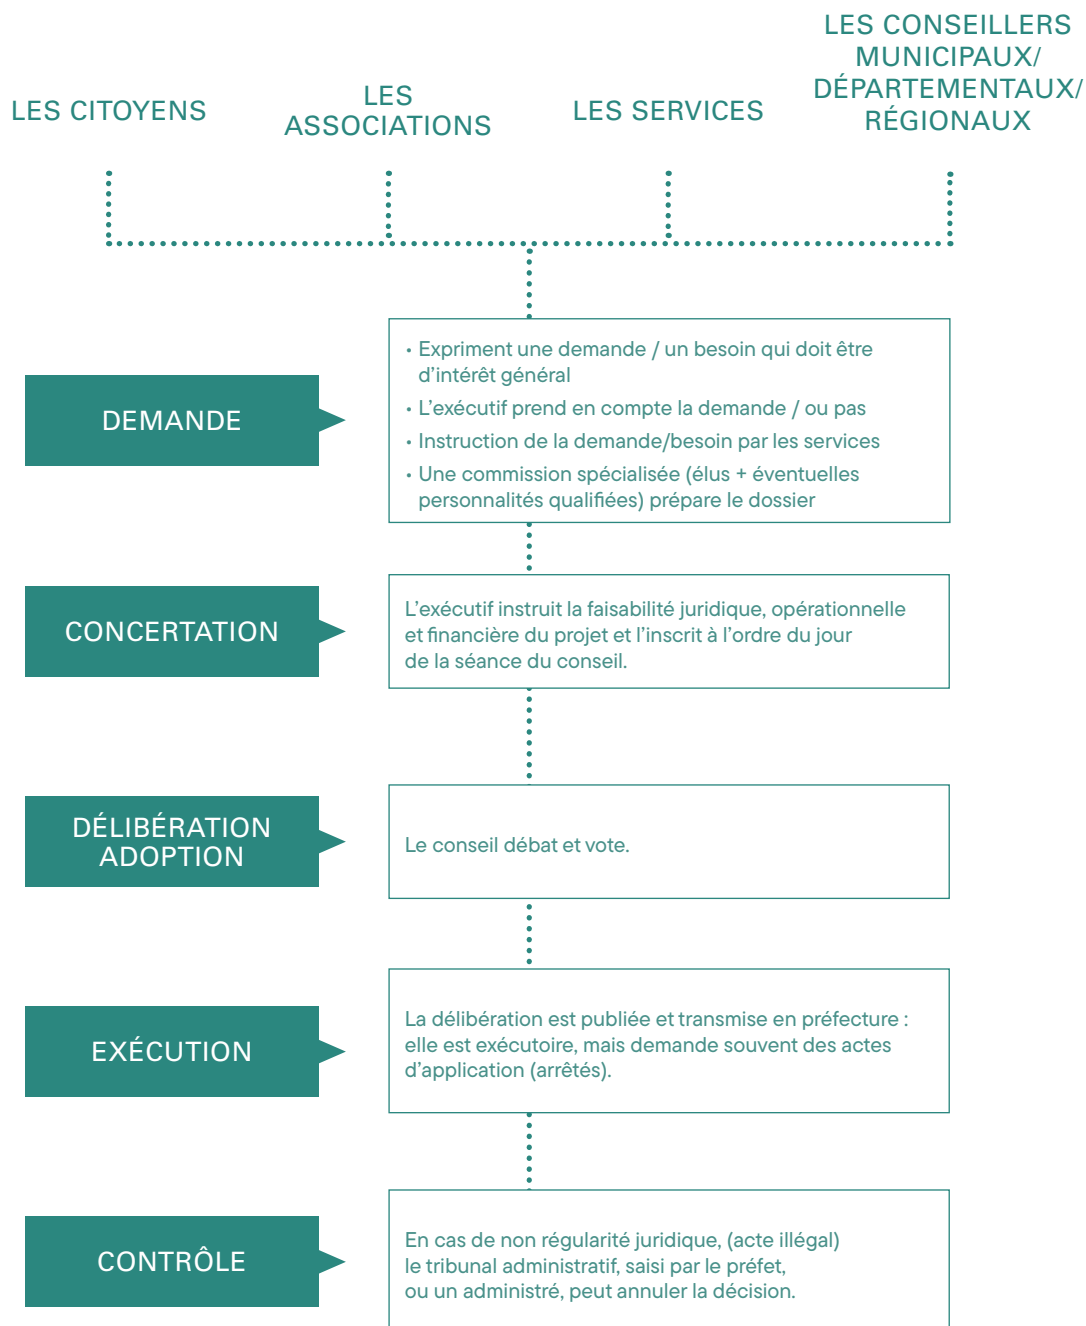 LES CITOYENS
LES
ASSOCIATIONS
LES SERVICES
LES CONSEILLERS
MUNICIPAUX/
DÉPARTEMENTAUX/
RÉGIONAUX
DEMANDE
• Expriment une demande / un besoin qui doit être
d'intérêt général
• L'exécutif prend en compte la demande / ou pas
• Instruction de la demande/besoin par les services
• Une commission spécialisée (élus + éventuelles
personnalités qualifiées) prépare le dossier
CONCERTATION
L'exécutif instruit la faisabilité juridique, opérationnelle
et financière du projet et l'inscrit à l'ordre du jour
de la séance du conseil.
DÉLIBÉRATION
ADOPTION
Le conseil débat et vote.
EXÉCUTION
La délibération est publiée et transmise en préfecture :
elle est exécutoire, mais demande souvent des actes
d'application (arrêtés).
CONTRÔLE
En cas de non régularité juridique, (acte illégal)
le tribunal administratif, saisi par le préfet,
ou un administré, peut annuler la décision.